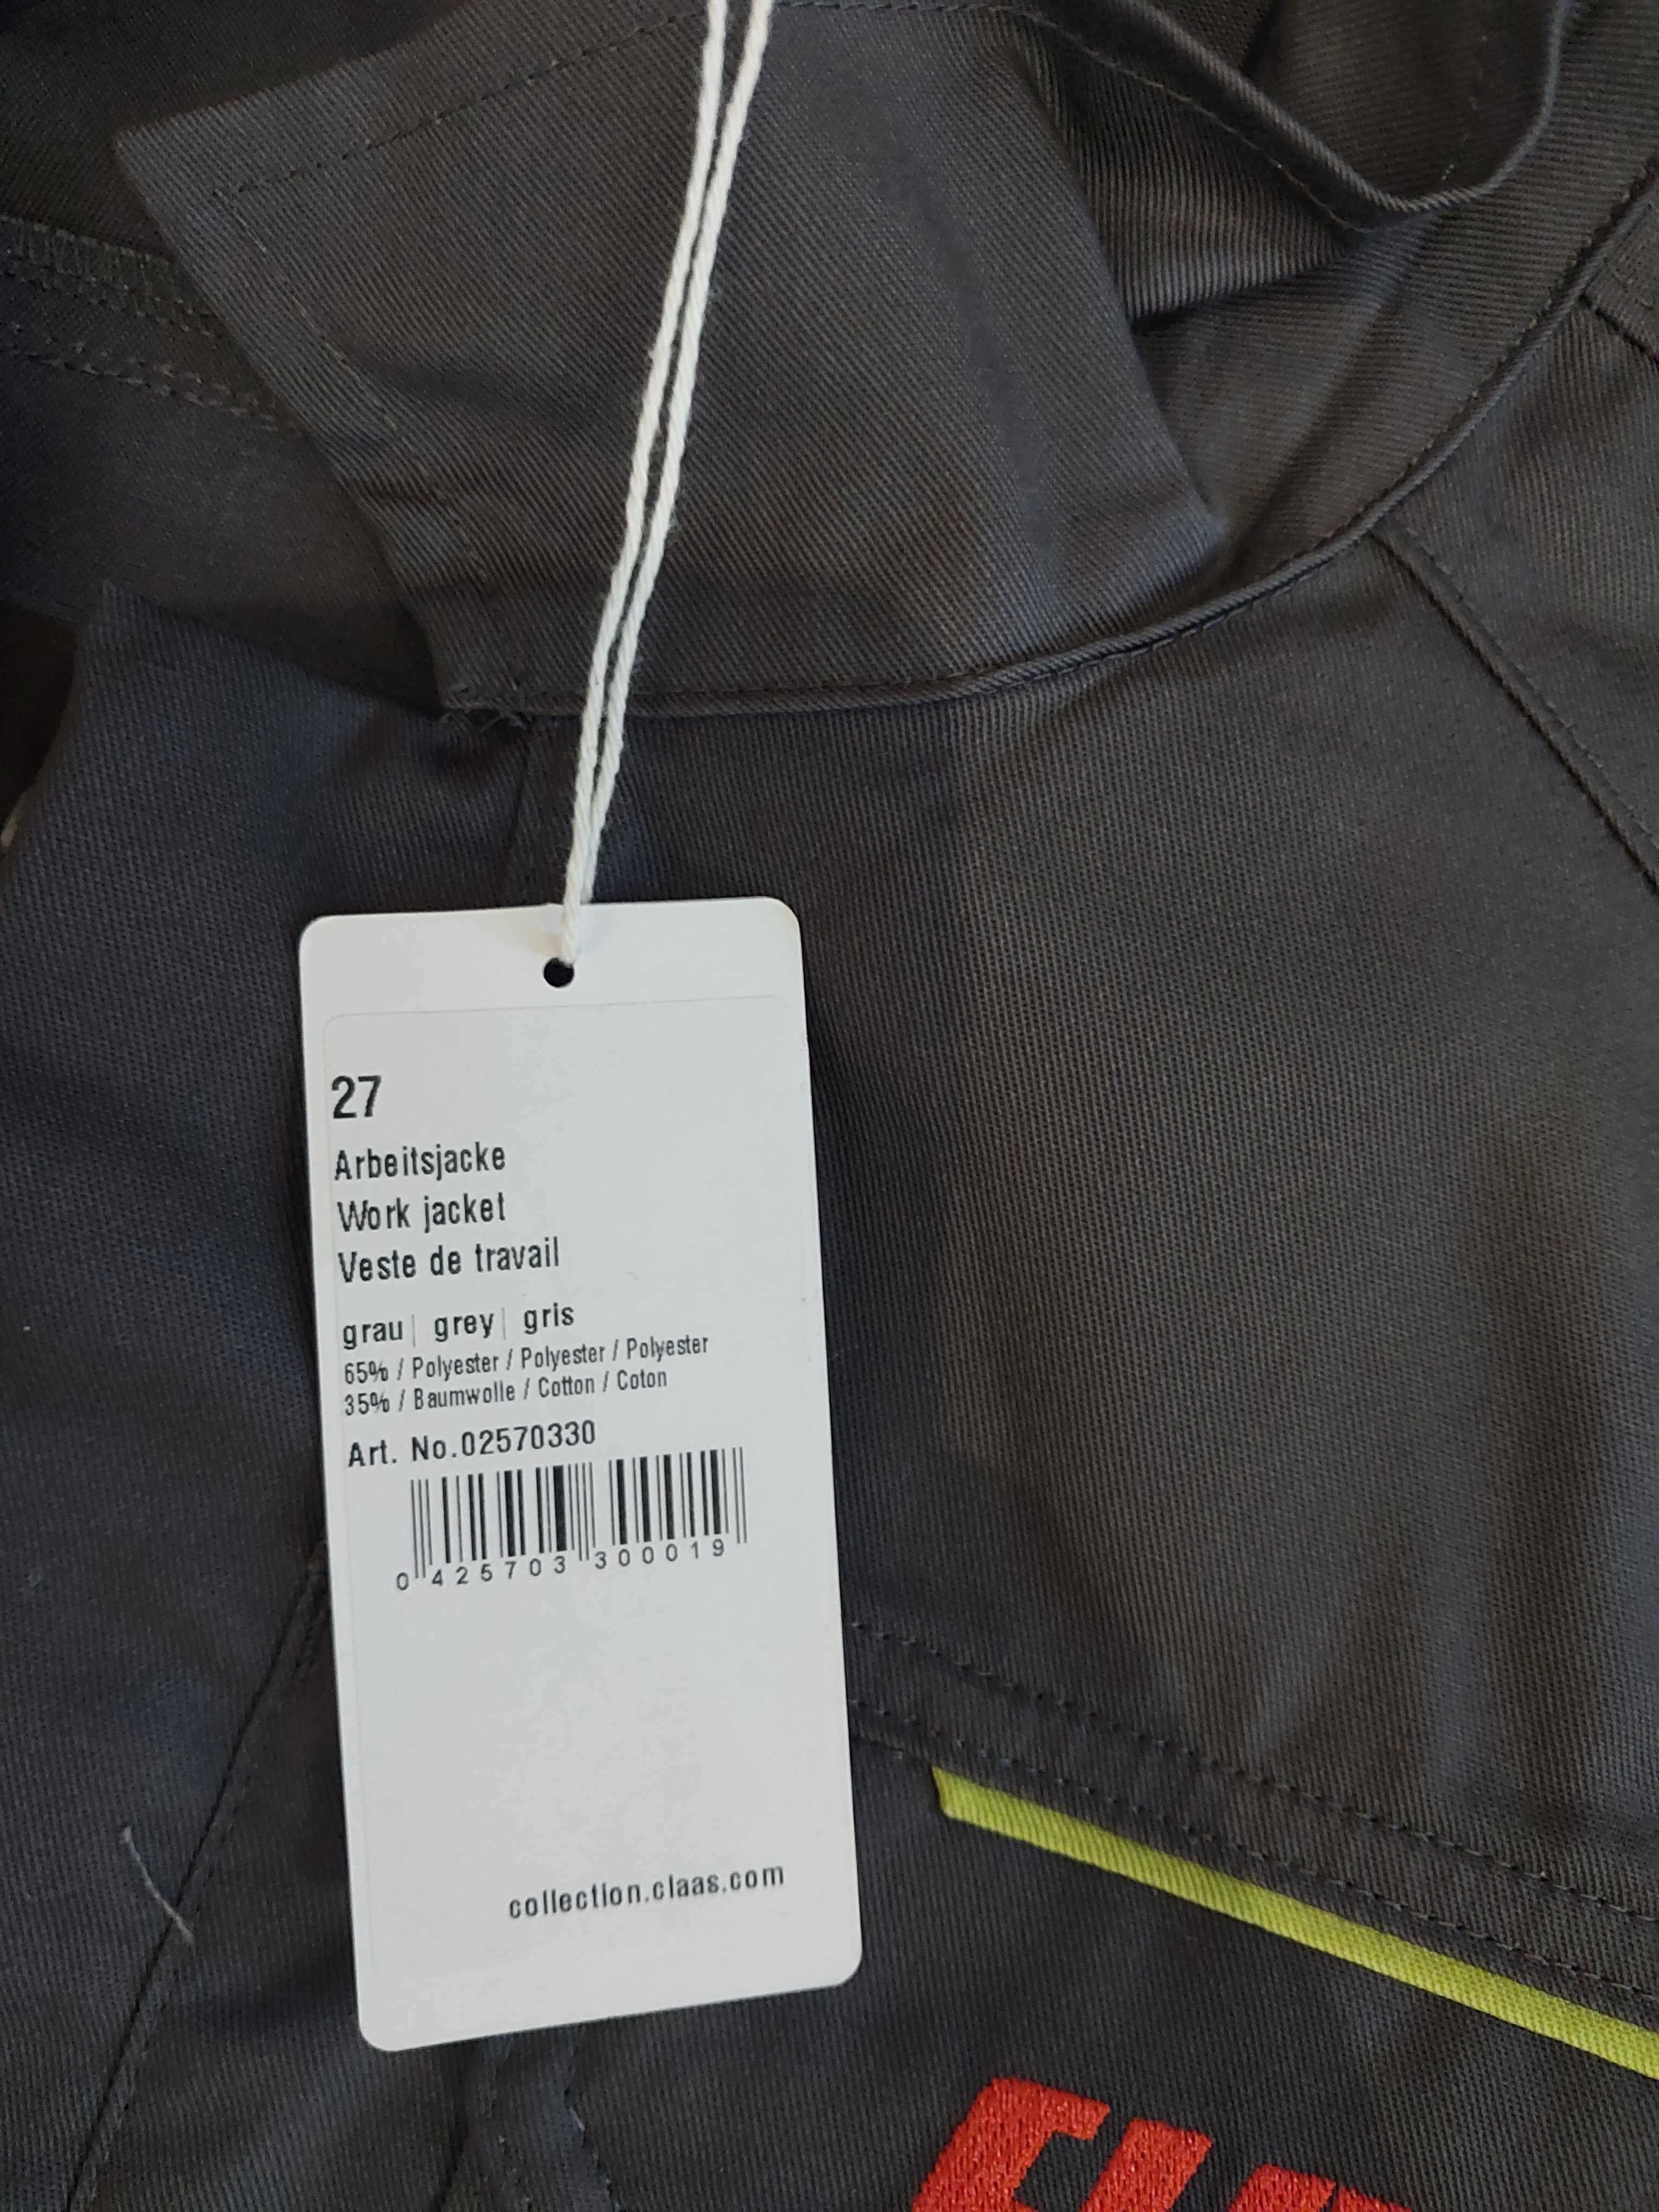 27
Arbeitsjacke
Work jacket
Veste de travail
grau | grey | gris
65% / Polyester / Polyester / Polyester
35% / Baumwolle / Cotton / Coton
Art. No.02570330
0 425703 300019
collection.claas.com